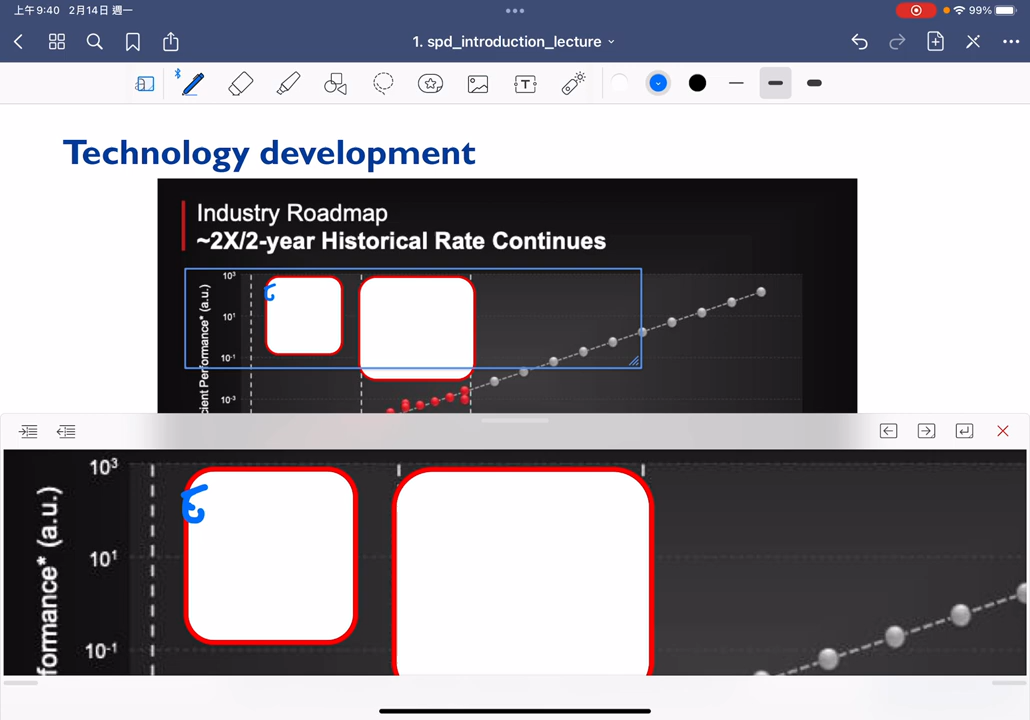 上午9:40 2月14日 週一
99%
1. spd_introduction_lecture
T
Technology development
Industry Roadmap
~2X/2-year Historical Rate Continues
10³
10¹
10⁻¹
10⁻³
cient Performance* (a.u.)
10³
10¹
10⁻¹
formance* (a.u.)